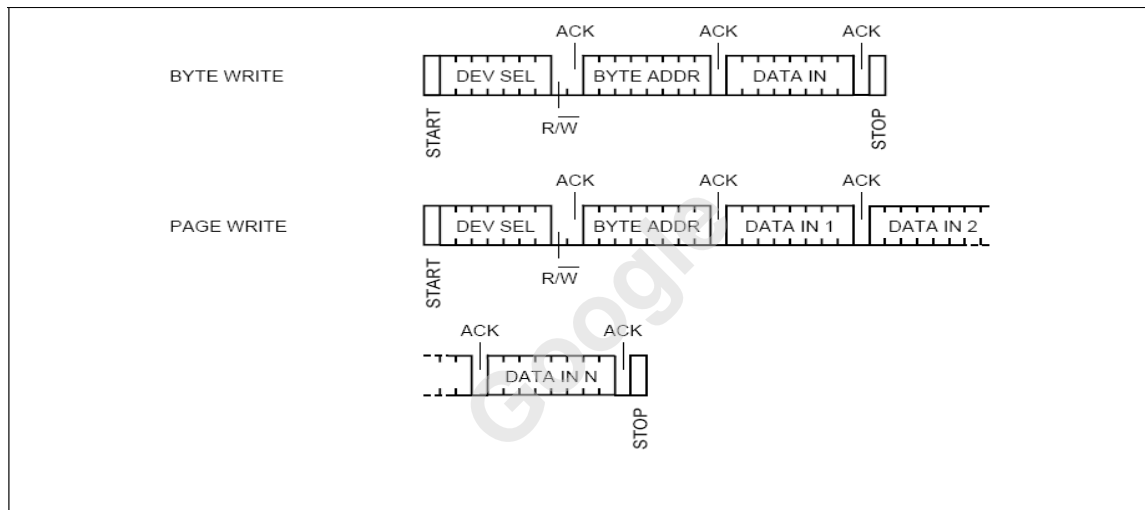 ACK ACK ACK
BYTE WRITE DEV SEL BYTE ADDR DATA IN
START R/W STOP
ACK ACK ACK
PAGE WRITE DEV SEL BYTE ADDR DATA IN 1 DATA IN 2
START R/W
ACK ACK
DATA IN N
STOP
Google